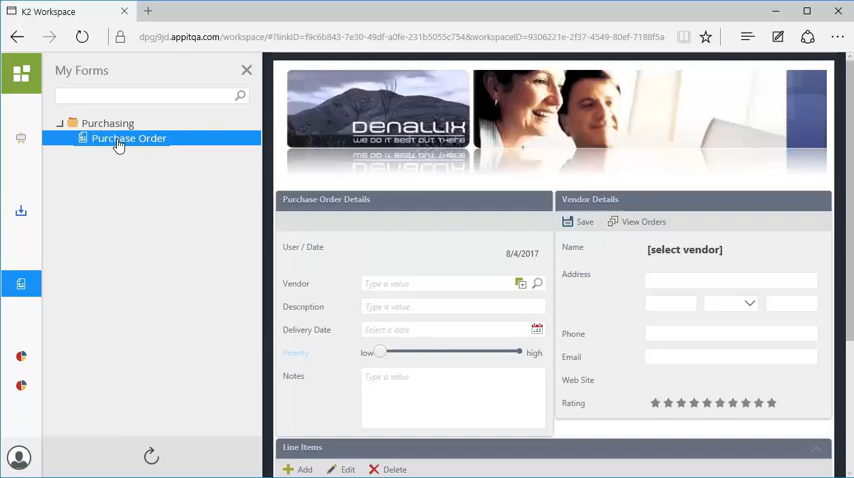 K2 Workspace
dpgj9jd.appitqa.com/workspace/#?linkID=f9c6b843-7e30-49df-a0fe-231b5055c754&workspaceID=9306221e-2f37-4549-80ef-7188f5a
My Forms
Purchasing
Purchase Order
DENALLIX
WE DO IT BEST OUT THERE
Purchase Order Details
Vendor Details
Save
View Orders
User / Date
8/4/2017
Name
[select vendor]
Address
Vendor
Type a value
Description
Type a value
Delivery Date
Select a date
Phone
Priority
low
high
Email
Notes
Type a value
Web Site
Rating
Line Items
Add
Edit
Delete